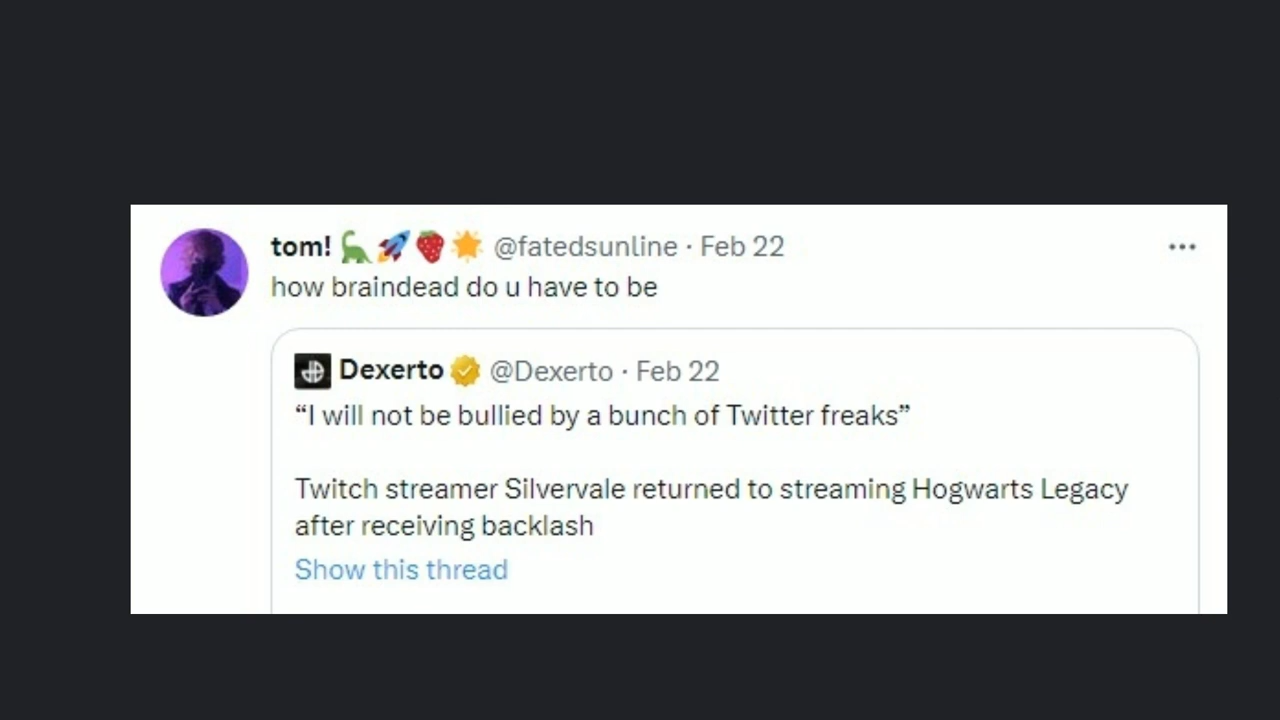 tom! 🦕🚀🍓🌟 @fatedsunline · Feb 22
how braindead do u have to be
Dexerto @Dexerto · Feb 22
“I will not be bullied by a bunch of Twitter freaks”
Twitch streamer Silvervale returned to streaming Hogwarts Legacy
after receiving backlash
Show this thread